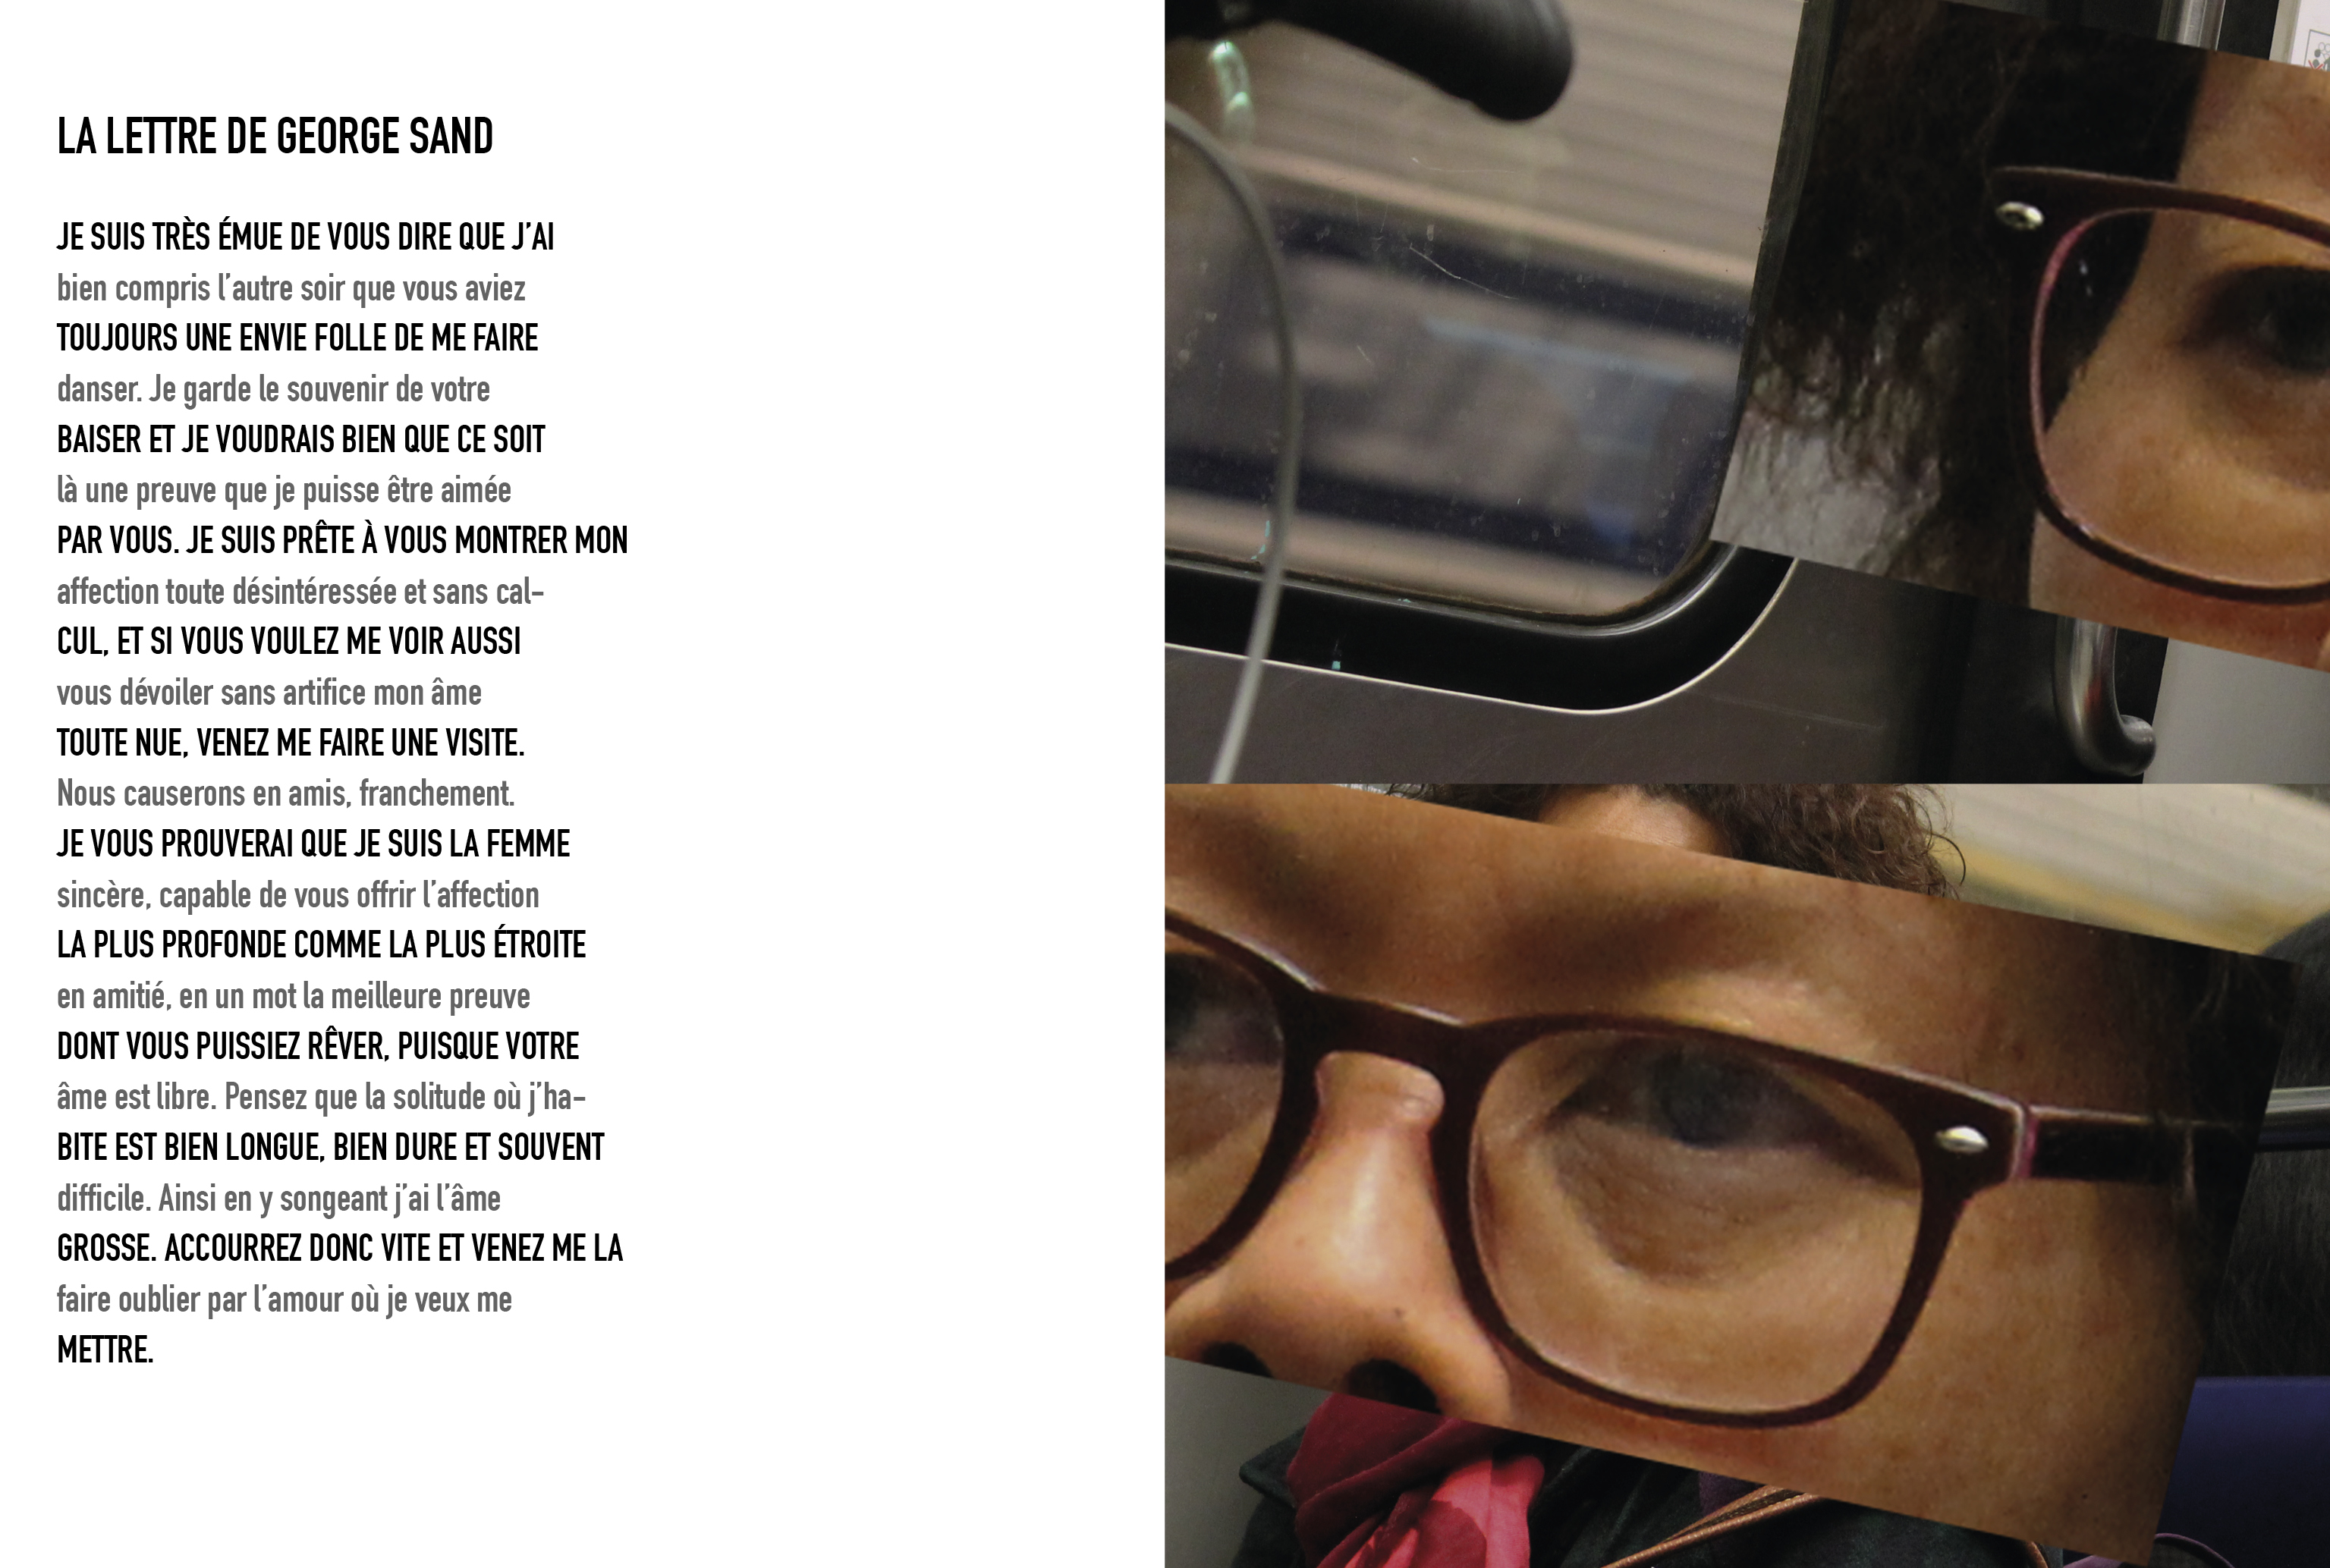 LA LETTRE DE GEORGE SAND
JE SUIS TRÈS ÉMUE DE VOUS DIRE QUE J’AI
bien compris l’autre soir que vous aviez
TOUJOURS UNE ENVIE FOLLE DE ME FAIRE
danser. Je garde le souvenir de votre
BAISER ET JE VOUDRAIS BIEN QUE CE SOIT
là une preuve que je puisse être aimée
PAR VOUS. JE SUIS PRÊTE À VOUS MONTRER MON
affection toute désintéressée et sans cal-
CUL, ET SI VOUS VOULEZ ME VOIR AUSSI
vous dévoiler sans artifice mon âme
TOUTE NUE, VENEZ ME FAIRE UNE VISITE.
Nous causerons en amis, franchement.
JE VOUS PROUVERAI QUE JE SUIS LA FEMME
sincère, capable de vous offrir l’affection
LA PLUS PROFONDE COMME LA PLUS ÉTROITE
en amitié, en un mot la meilleure preuve
DONT VOUS PUISSIEZ RÊVER, PUISQUE VOTRE
âme est libre. Pensez que la solitude où j’ha-
BITE EST BIEN LONGUE, BIEN DURE ET SOUVENT
difficile. Ainsi en y songeant j’ai l’âme
GROSSE. ACCOURREZ DONC VITE ET VENEZ ME LA
faire oublier par l’amour où je veux me
METTRE.